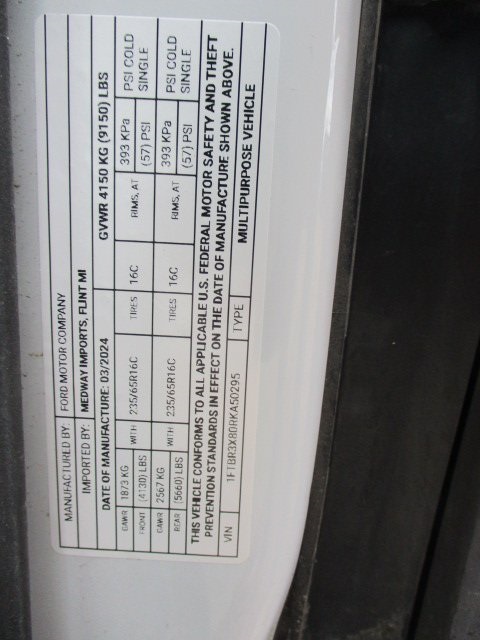 MANUFACTURED BY: FORD MOTOR COMPANY
IMPORTED BY: MEDWAY IMPORTS, FLINT MI
DATE OF MANUFACTURE: 03/2024 GVWR 4150 KG (9150) LBS
GAWR 1873 KG WITH 235/65R16C TIRES 16C RIMS, AT 393 KPa PSI COLD
FRONT (4130) LBS (57) PSI SINGLE
GAWR 2567 KG WITH 235/65R16C TIRES 16C RIMS, AT 393 KPa PSI COLD
REAR (5660) LBS (57) PSI SINGLE
THIS VEHICLE CONFORMS TO ALL APPLICABLE U.S. FEDERAL MOTOR SAFETY AND THEFT
PREVENTION STANDARDS IN EFFECT ON THE DATE OF MANUFACTURE SHOWN ABOVE.
VIN 1FTBR3X80RKA50295 TYPE MULTIPURPOSE VEHICLE